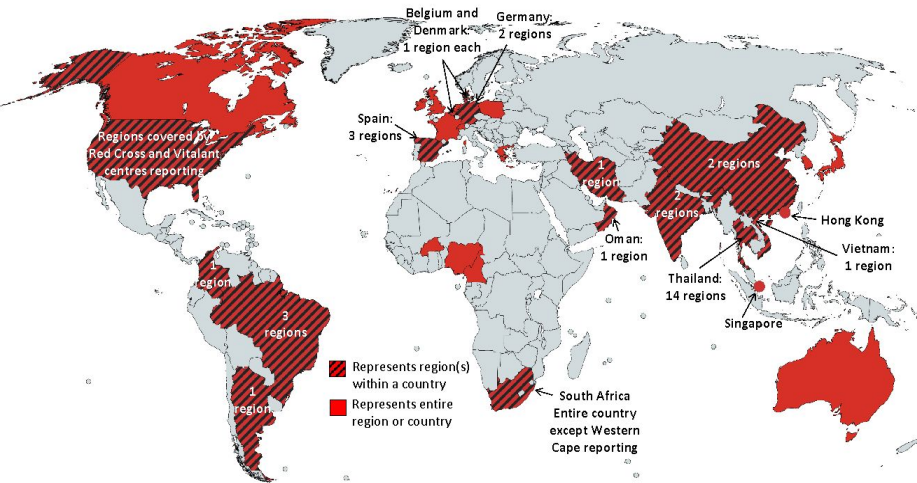 Belgium and
Denmark:
1 region each
Germany:
2 regions
Spain:
3 regions
Regions covered by
Red Cross and Vitalant
centres reporting
1
region
2 regions
2
regions
Hong Kong
Oman:
1 region
Vietnam:
1 region
Thailand:
14 regions
Singapore
1
region
3
regions
1
region
Represents region(s)
within a country
Represents entire
region or country
South Africa
Entire country
except Western
Cape reporting